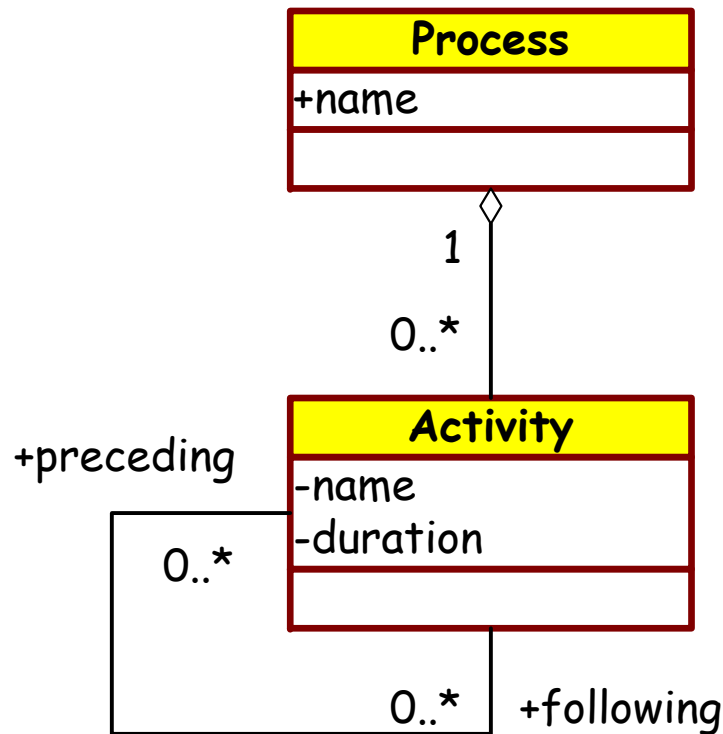 Process
+name
1
0..*
Activity
+preceding
-name
-duration
0..*
0..*
+following